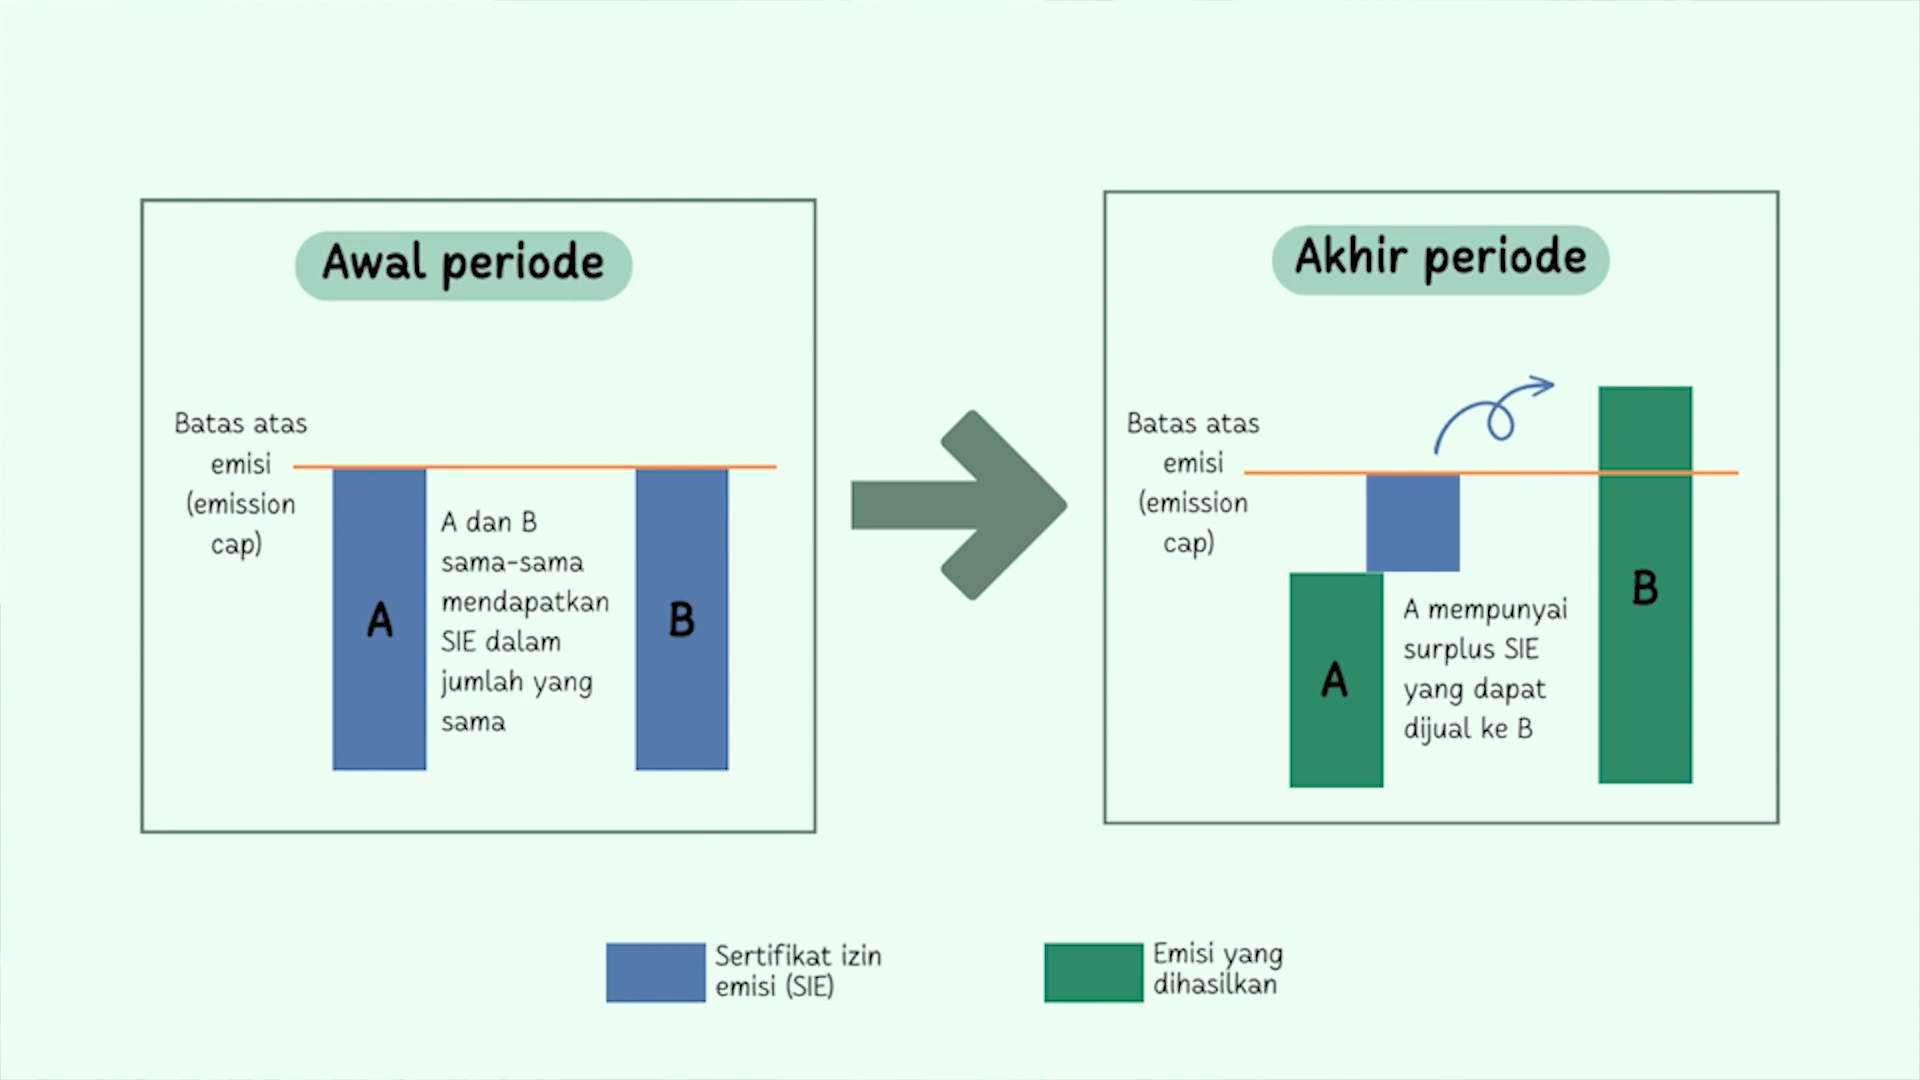 Awal periode
Batas atas
emisi
(emission
cap)
A
A dan B
sama-sama
mendapatkan
SIE dalam
jumlah yang
sama
B
Akhir periode
Batas atas
emisi
(emission
cap)
A
A mempunyai
surplus SIE
yang dapat
dijual ke B
B
Sertifikat izin
emisi (SIE)
Emisi yang
dihasilkan